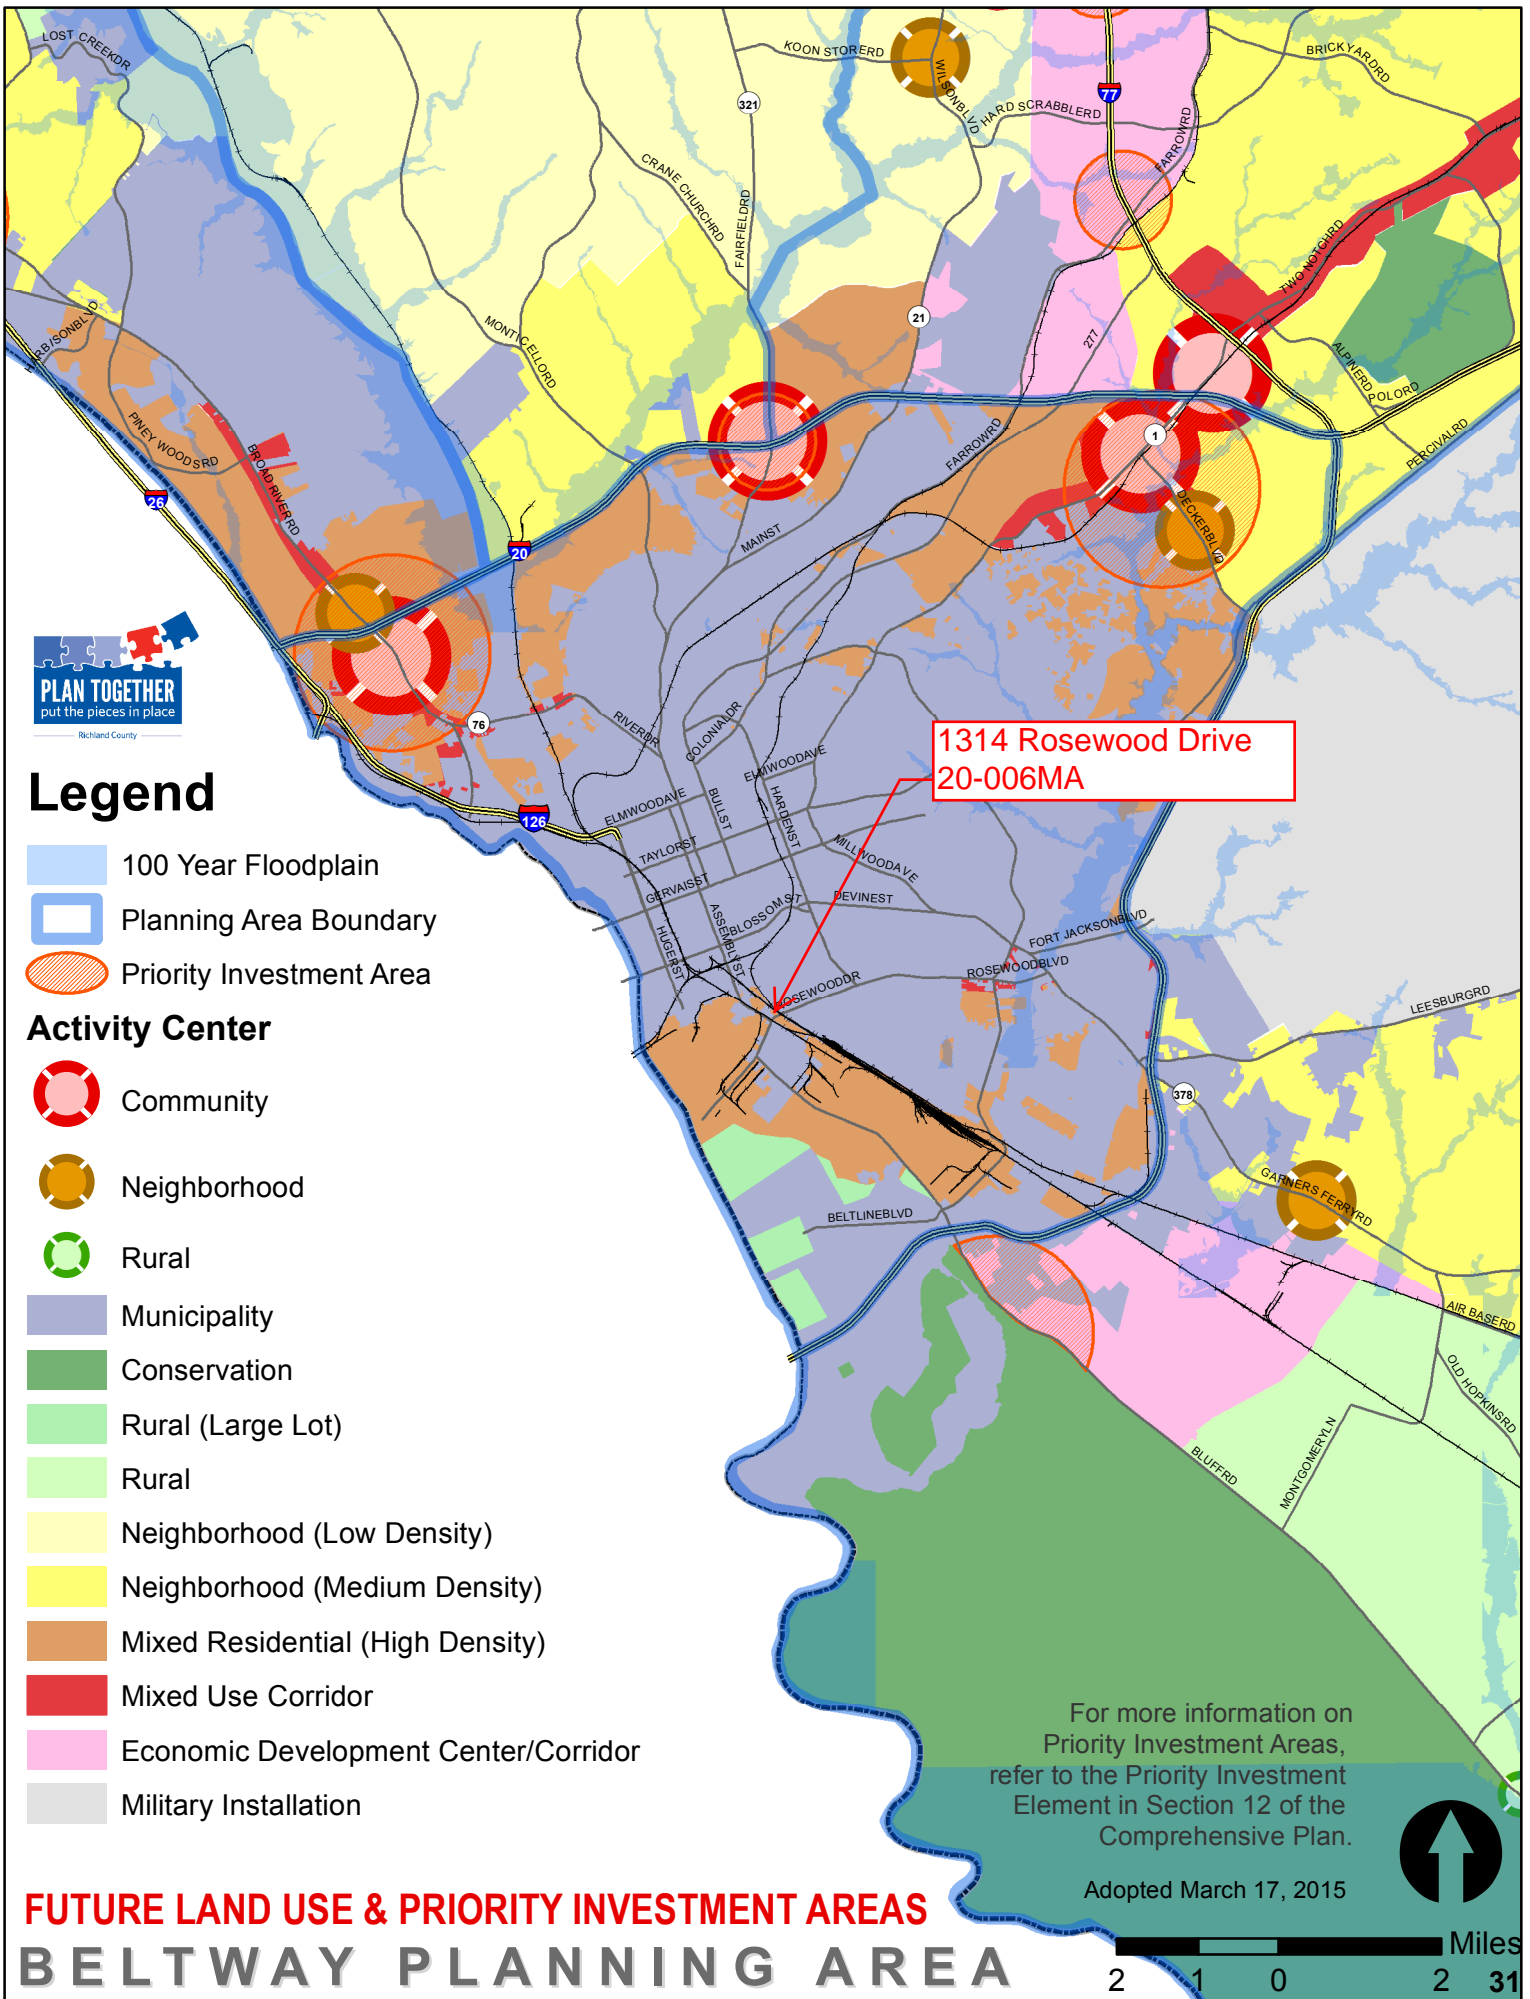 LOST CREEKDR
KOON STORERD
WILSONBLVD
HARD SCRABBLERD
77
FARROWRD
BRICKYARDRD
321
CRANE CHURCHRD
FAIRFIELDRD
TWO NOTCHRD
HARBISONBLVD
MONTICELLORD
21
277
ALPINERD
POLORD
PERCIVALRD
PINEY WOODSRD
BROAD RIVERRD
26
20
MAINST
FARROWRD
1
DECKERBLVD
PLAN TOGETHER
put the pieces in place
Richland County
76
RIVERDR
COLONIALDR
ELMWOODAVE
1314 Rosewood Drive
20-006MA
126
ELMWOODAVE
BULLST
HARDENST
TAYLORST
MILLWOODAVE
GERVAISST
BLOSSOMST
DEVINEST
HUGERST
ASSEMBLYST
FORT JACKSONBLVD
ROSEWOODDR
ROSEWOODBLVD
LEESBURGRD
378
GARNERS FERRYRD
BELTLINEBLVD
AIR BASERD
OLD HOPKINSRD
BLUFFRD
MONTGOMERYLN
Legend
100 Year Floodplain
Planning Area Boundary
Priority Investment Area
Activity Center
Community
Neighborhood
Rural
Municipality
Conservation
Rural (Large Lot)
Rural
Neighborhood (Low Density)
Neighborhood (Medium Density)
Mixed Residential (High Density)
Mixed Use Corridor
Economic Development Center/Corridor
Military Installation
For more information on
Priority Investment Areas,
refer to the Priority Investment
Element in Section 12 of the
Comprehensive Plan.
Adopted March 17, 2015
FUTURE LAND USE & PRIORITY INVESTMENT AREAS
BELTWAY PLANNING AREA
Miles
2 1 0 2
31